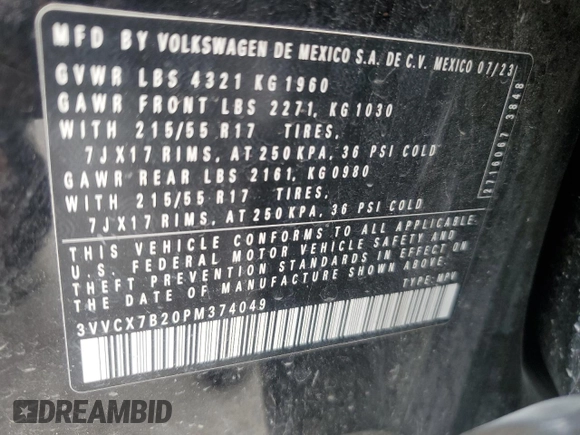 MFD BY VOLKSWAGEN DE MEXICO S.A. DE C.V. MEXICO 07/23
GVWR LBS 4321 KG 1960
GAWR FRONT LBS 2271, KG 1030
WITH 215/55 R17 TIRES,
7JX17 RIMS, AT 250 KPA, 36 PSI COLD
GAWR REAR LBS 2161, KG 0980
WITH 215/55 R17 TIRES,
7JX17 RIMS, AT 250 KPA, 36 PSI COLD
THIS VEHICLE CONFORMS TO ALL APPLICABLE
U.S. FEDERAL MOTOR VEHICLE SAFETY AND
THEFT PREVENTION STANDARDS IN EFFECT ON
THE DATE OF MANUFACTURE SHOWN ABOVE.
3VVCX7B20PM374049 TYPE: MPV
3848
DREAMBID